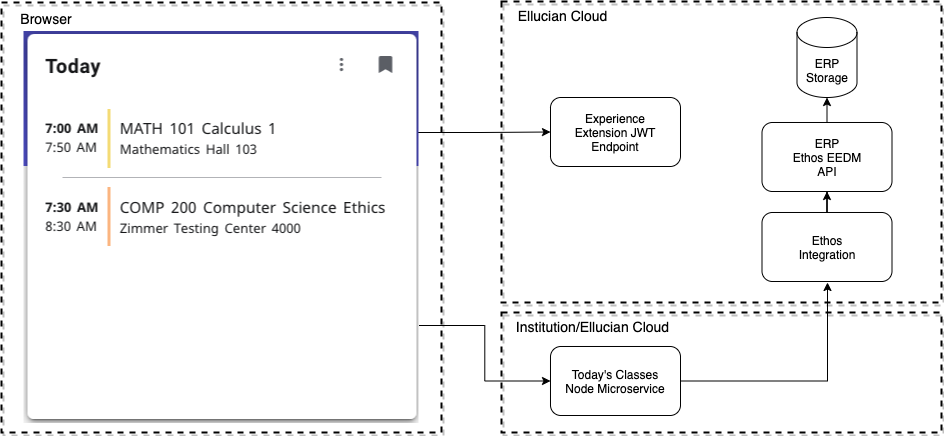 Browser
Today
7:00 AM
7:50 AM
MATH 101 Calculus 1
Mathematics Hall 103
7:30 AM
8:30 AM
COMP 200 Computer Science Ethics
Zimmer Testing Center 4000
Ellucian Cloud
Experience
Extension JWT
Endpoint
ERP
Storage
ERP
Ethos EEDM
API
Ethos
Integration
Institution/Ellucian Cloud
Today's Classes
Node Microservice